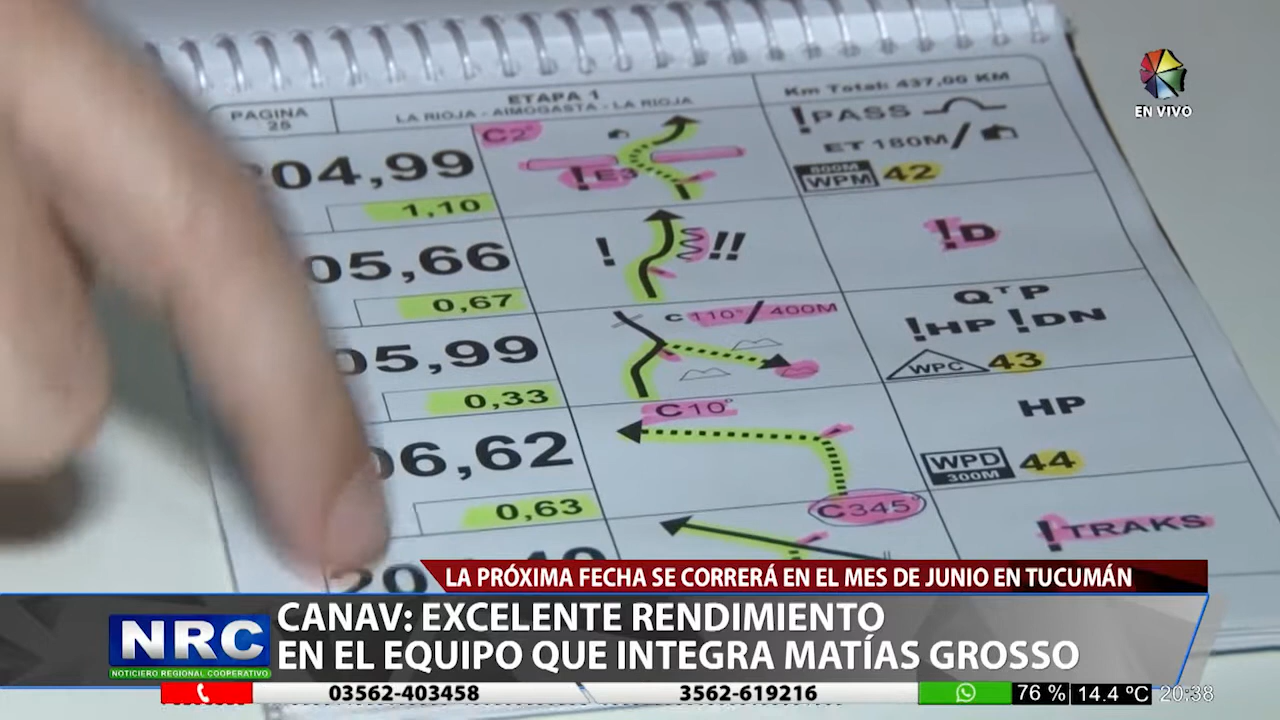 EN VIVO
PAGINA
25
ETAPA 1
LA RIOJA - AIMOGASTA - LA RIOJA
Km Total: 437,06 KM
204,99
1,10
C2°
!E3
!PASS
ET 180M/
800M
WPM 42
05,66
0,67
! !!
!D
05,99
0,33
C110°/400M
QTP
!HP !DN
WPC 43
06,62
0,63
C10°
C345°
HP
WPD 44
300M
!TRAKS
LA PRÓXIMA FECHA SE CORRERÁ EN EL MES DE JUNIO EN TUCUMÁN
NRC
NOTICIERO REGIONAL COOPERATIVO
CANAV: EXCELENTE RENDIMIENTO
EN EL EQUIPO QUE INTEGRA MATÍAS GROSSO
03562-403458 3562-619216 76 % 14.4 ºC 20:38